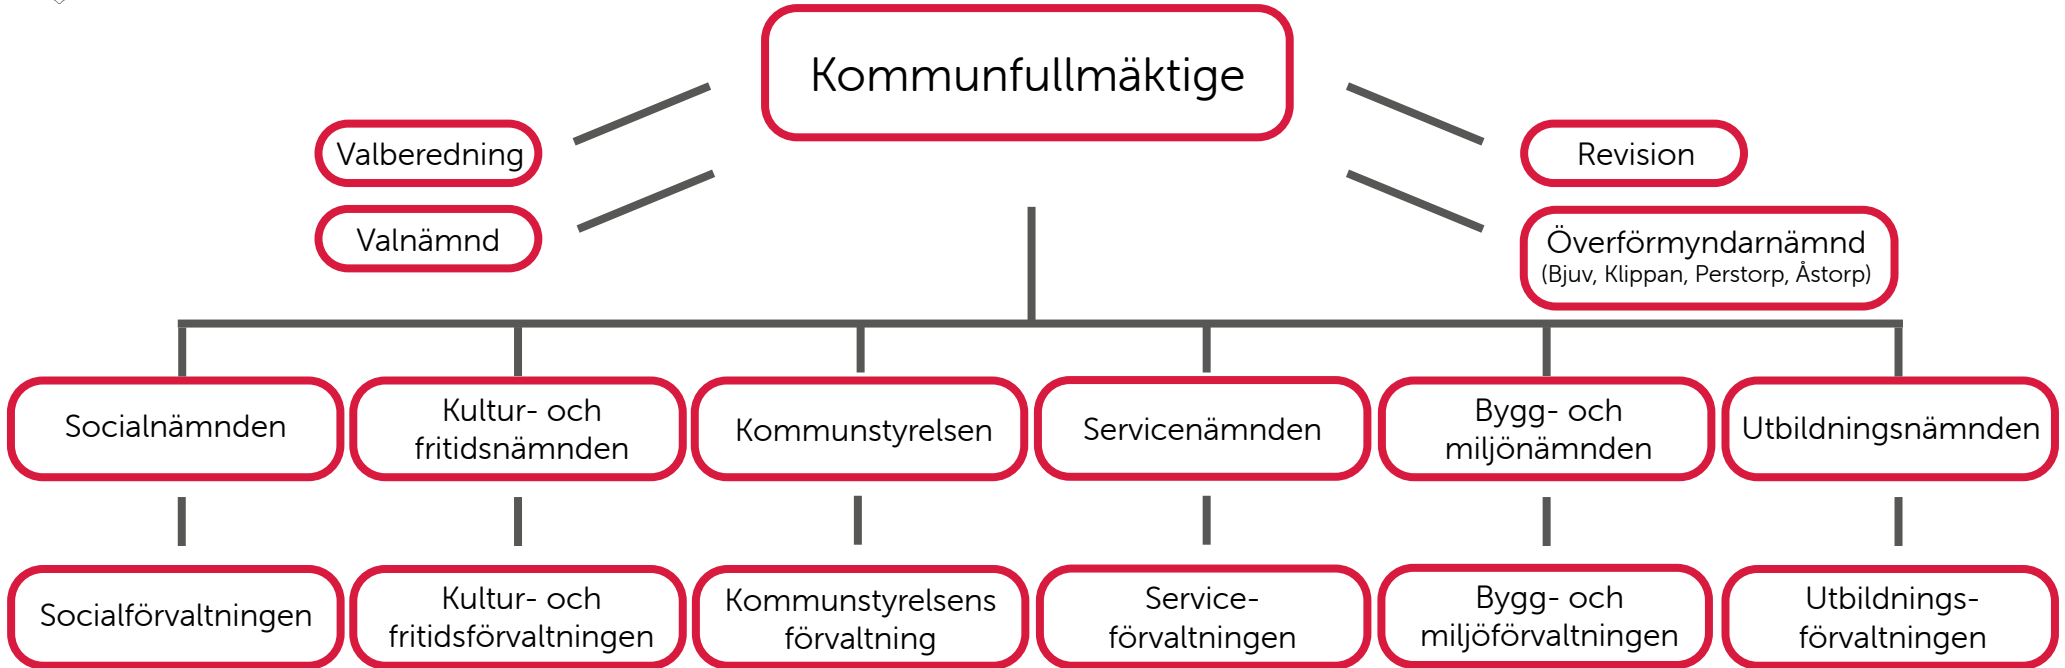 Kommunfullmäktige
Valberedning
Revision
Valnämnd
Överförmyndarnämnd
(Bjuv, Klippan, Perstorp, Åstorp)
Socialnämnden
Kultur- och
fritidsnämnden
Kommunstyrelsen
Servicenämnden
Bygg- och
miljönämnden
Utbildningsnämnden
Socialförvaltningen
Kultur- och
fritidsförvaltningen
Kommunstyrelsens
förvaltning
Service-
förvaltningen
Bygg- och
miljöförvaltningen
Utbildnings-
förvaltningen